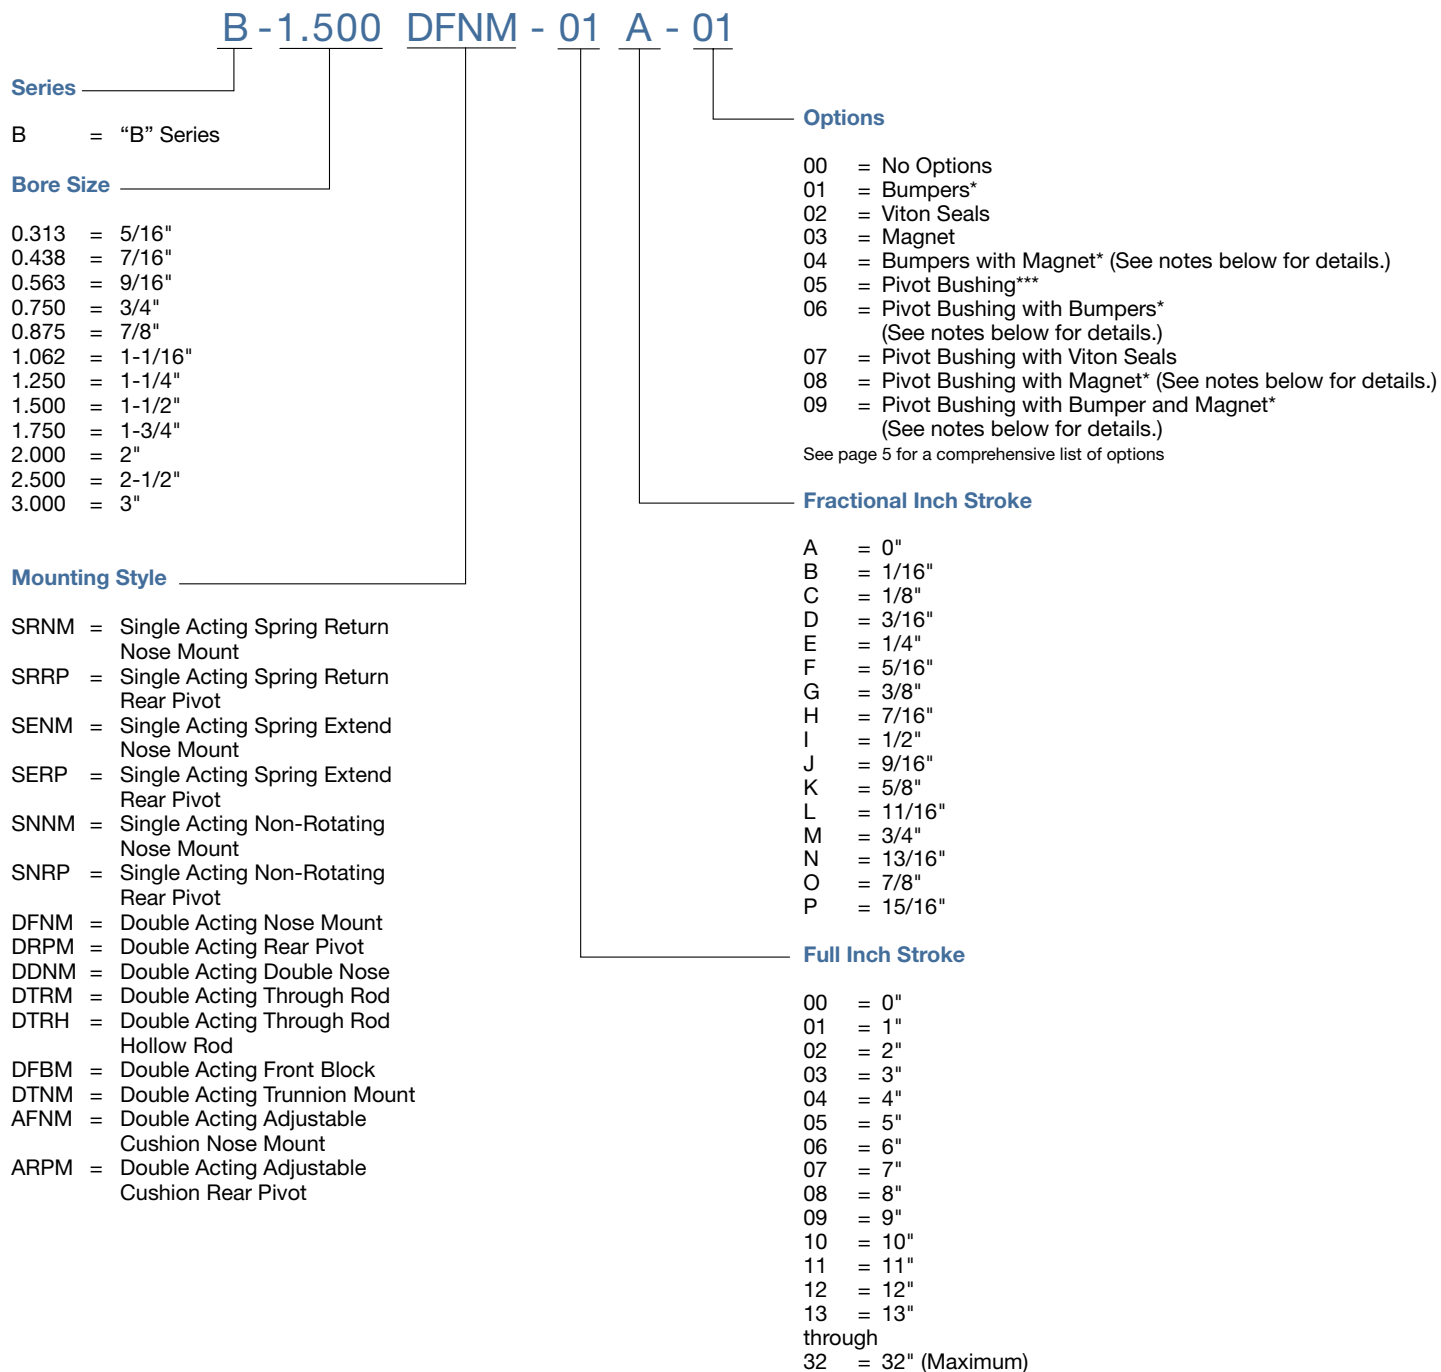 B - 1.500 DFNM - 01 A - 01
Series
B = “B” Series
Bore Size
0.313 = 5/16"
0.438 = 7/16"
0.563 = 9/16"
0.750 = 3/4"
0.875 = 7/8"
1.062 = 1-1/16"
1.250 = 1-1/4"
1.500 = 1-1/2"
1.750 = 1-3/4"
2.000 = 2"
2.500 = 2-1/2"
3.000 = 3"
Mounting Style
SRNM = Single Acting Spring Return
Nose Mount
SRRP = Single Acting Spring Return
Rear Pivot
SENM = Single Acting Spring Extend
Nose Mount
SERP = Single Acting Spring Extend
Rear Pivot
SNNM = Single Acting Non-Rotating
Nose Mount
SNRP = Single Acting Non-Rotating
Rear Pivot
DFNM = Double Acting Nose Mount
DRPM = Double Acting Rear Pivot
DDNM = Double Acting Double Nose
DTRM = Double Acting Through Rod
DTRH = Double Acting Through Rod
Hollow Rod
DFBM = Double Acting Front Block
DTNM = Double Acting Trunnion Mount
AFNM = Double Acting Adjustable
Cushion Nose Mount
ARPM = Double Acting Adjustable
Cushion Rear Pivot
Options
00 = No Options
01 = Bumpers*
02 = Viton Seals
03 = Magnet
04 = Bumpers with Magnet* (See notes below for details.)
05 = Pivot Bushing***
06 = Pivot Bushing with Bumpers*
(See notes below for details.)
07 = Pivot Bushing with Viton Seals
08 = Pivot Bushing with Magnet* (See notes below for details.)
09 = Pivot Bushing with Bumper and Magnet*
(See notes below for details.)
See page 5 for a comprehensive list of options
Fractional Inch Stroke
A = 0"
B = 1/16"
C = 1/8"
D = 3/16"
E = 1/4"
F = 5/16"
G = 3/8"
H = 7/16"
I = 1/2"
J = 9/16"
K = 5/8"
L = 11/16"
M = 3/4"
N = 13/16"
O = 7/8"
P = 15/16"
Full Inch Stroke
00 = 0"
01 = 1"
02 = 2"
03 = 3"
04 = 4"
05 = 5"
06 = 6"
07 = 7"
08 = 8"
09 = 9"
10 = 10"
11 = 11"
12 = 12"
13 = 13"
through
32 = 32" (Maximum)